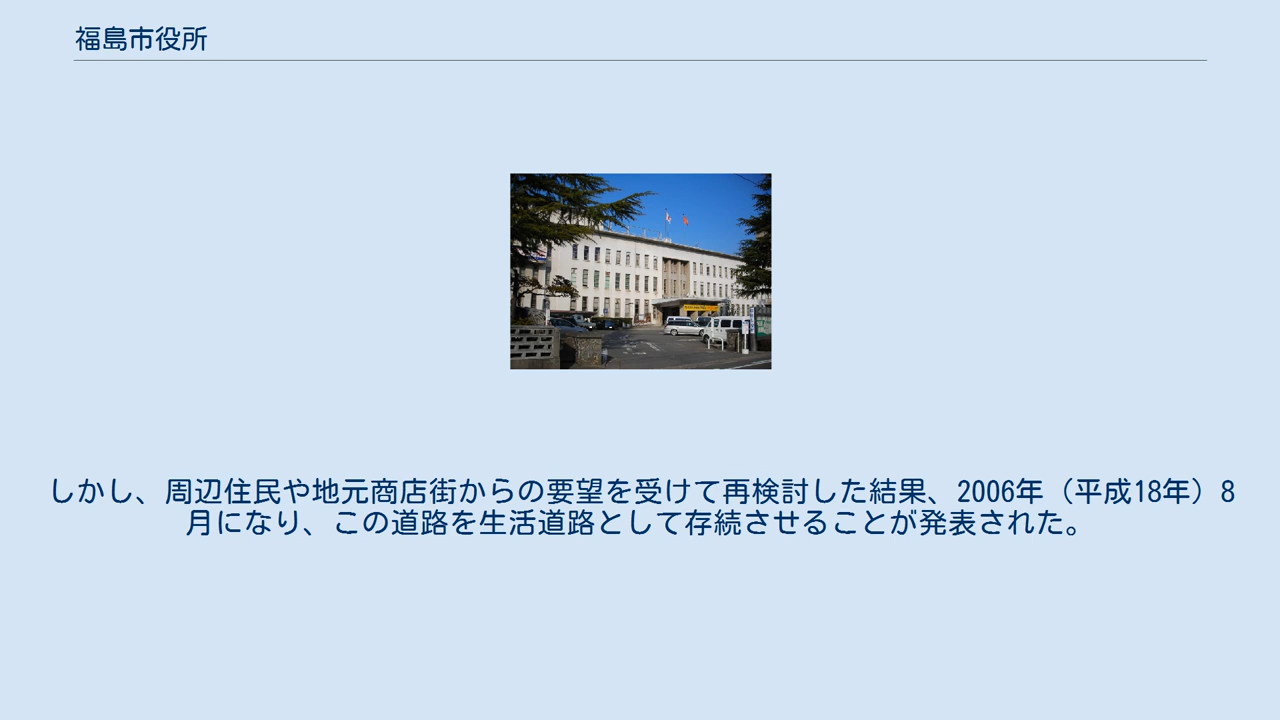 福島市役所
しかし、周辺住民や地元商店街からの要望を受けて再検討した結果、2006年（平成18年）8
月になり、この道路を生活道路として存続させることが発表された。